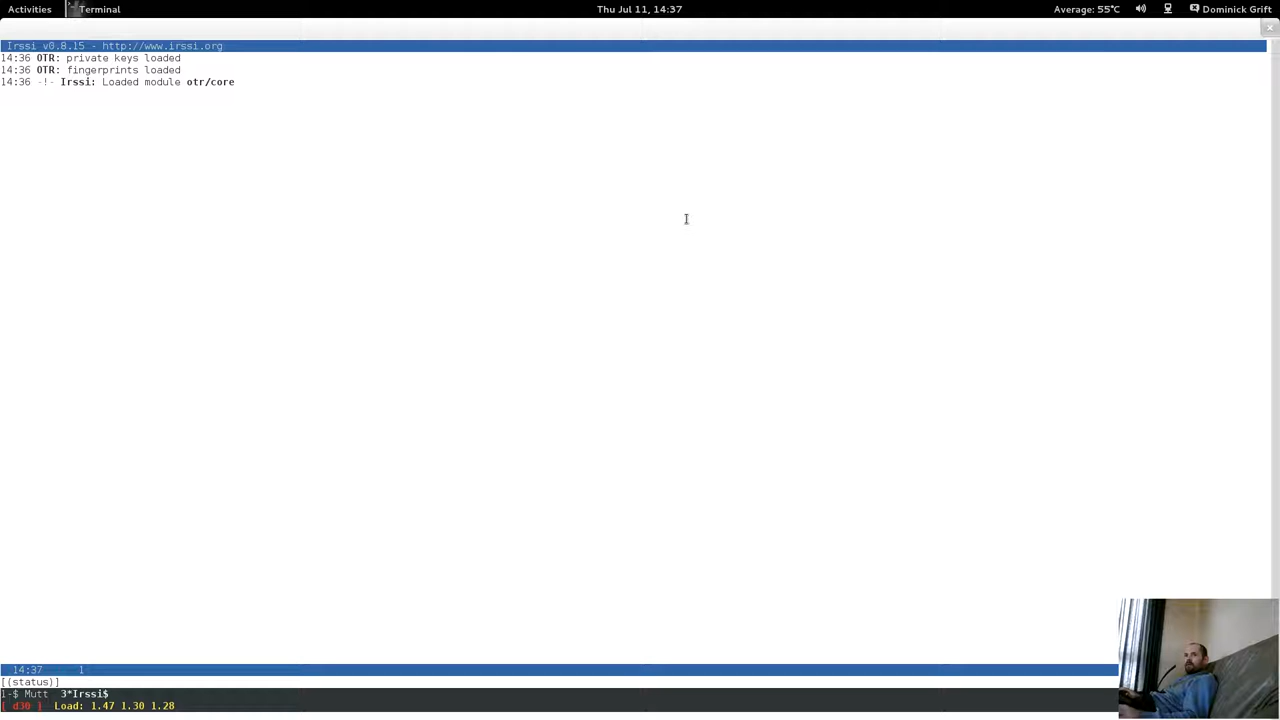 Activities Terminal Thu Jul 11, 14:37 Average: 55°C Dominick Grift
Irssi v0.8.15 - http://www.irssi.org
14:36 OTR: private keys loaded
14:36 OTR: fingerprints loaded
14:36 -!- Irssi: Loaded module otr/core
14:37 1
[(status)]
1-$ Mutt 3*Irssi$
[ d30 ] Load: 1.47 1.30 1.28